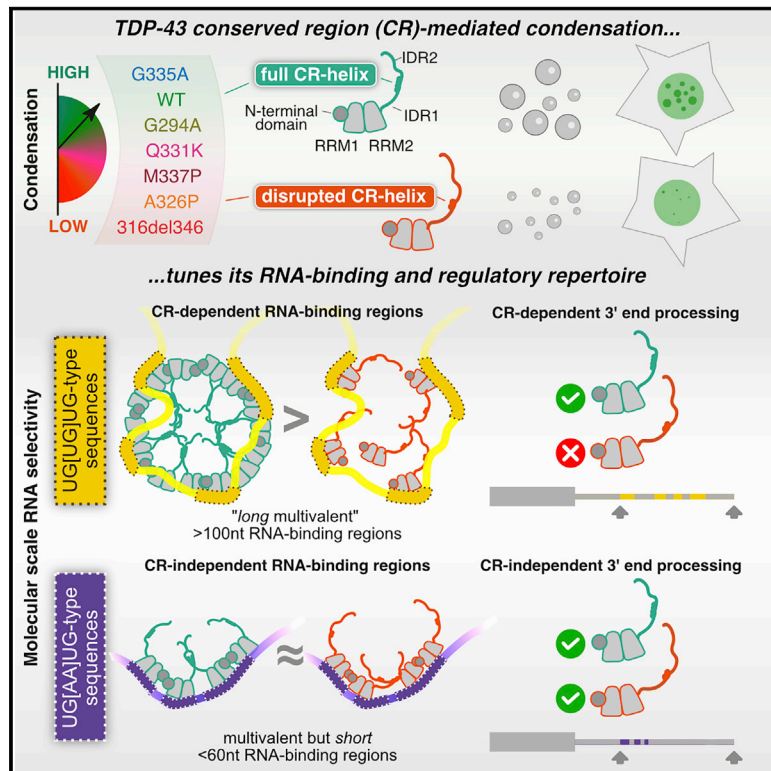 TDP-43 conserved region (CR)-mediated condensation...
HIGH
Condensation
LOW
G335A
WT
G294A
Q331K
M337P
A326P
316del346
full CR-helix
IDR2
N-terminal
domain
IDR1
RRM1 RRM2
disrupted CR-helix
...tunes its RNA-binding and regulatory repertoire
Molecular scale RNA selectivity
UG[UG]UG-type
sequences
CR-dependent RNA-binding regions
>
"long multivalent"
>100nt RNA-binding regions
CR-dependent 3' end processing
UG[AA]UG-type
sequences
CR-independent RNA-binding regions
≈
multivalent but short
<60nt RNA-binding regions
CR-independent 3' end processing